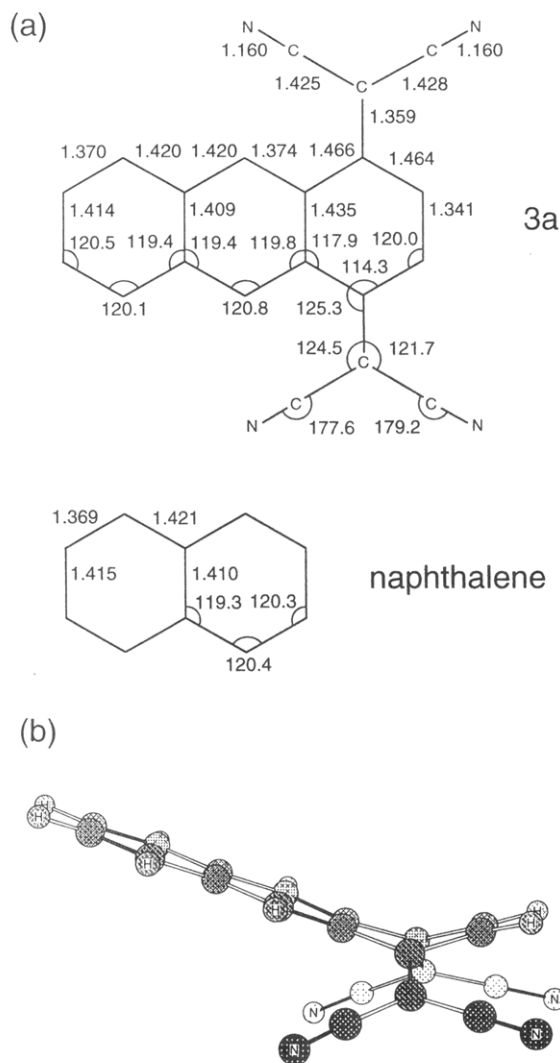 (a)
N N
1.160 C C 1.160
1.425 C 1.428
1.359
1.370 1.420 1.420 1.374 1.466 1.464
1.414 1.409 1.435 1.341
3a
120.5 119.4 119.4 119.8 117.9 120.0
114.3
120.1 120.8 125.3
124.5 C 121.7
C C
N 177.6 179.2 N
1.369 1.421
1.415 1.410
naphthalene
119.3 120.3
120.4
(b)
H
H
H
H
H
H
N
N
N
N